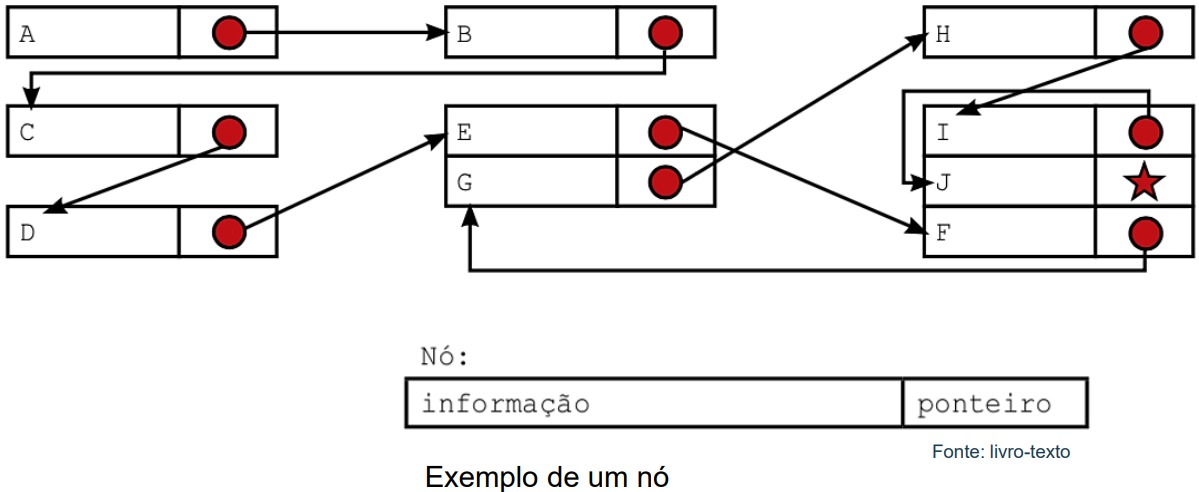 A
B
H
C
E
I
G
J
D
F
Nó:
informação
ponteiro
Fonte: livro-texto
Exemplo de um nó